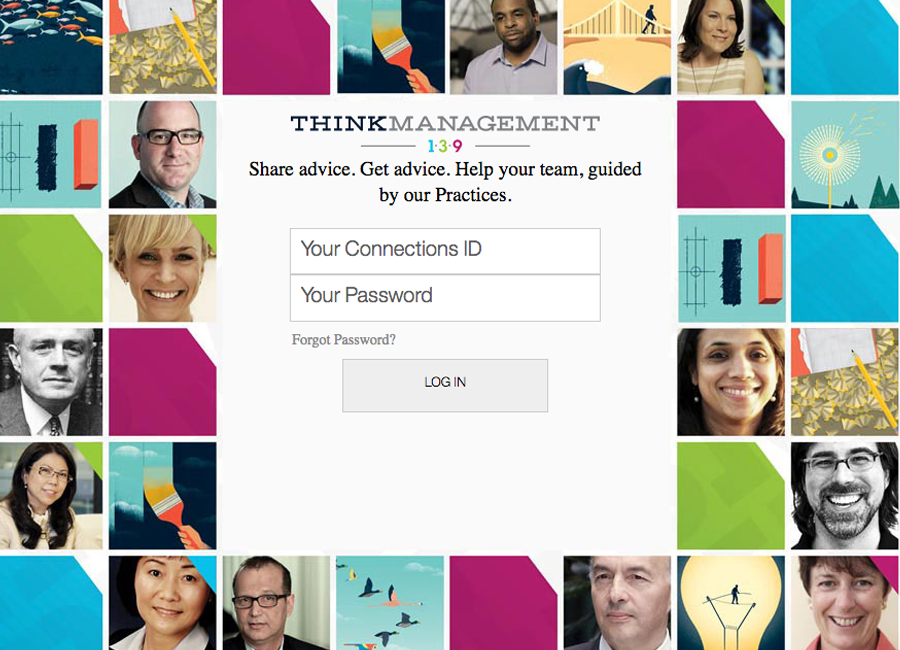 THINKMANAGEMENT
1·3·9
Share advice. Get advice. Help your team, guided
by our Practices.
Your Connections ID
Your Password
Forgot Password?
LOG IN